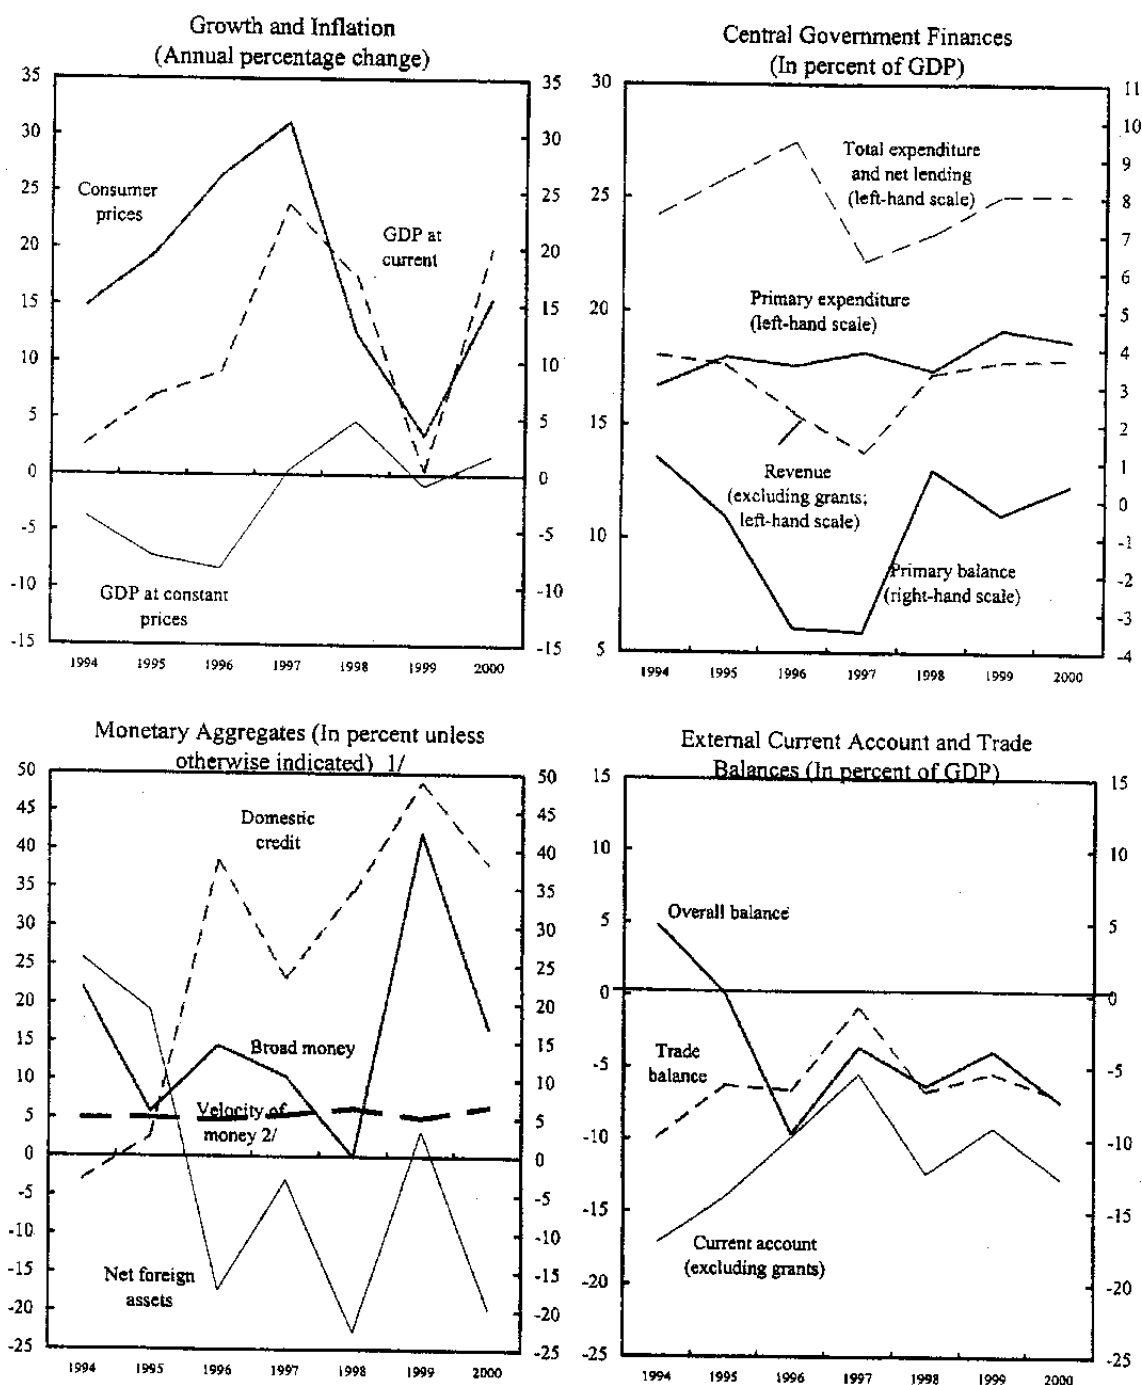 Growth and Inflation
(Annual percentage change)
35
30
25
20
15
10
5
0
-5
-10
-15
35
30
25
20
15
10
5
0
-5
-10
-15
Consumer
prices
GDP at
current
GDP at constant
prices
1994 1995 1996 1997 1998 1999 2000
Central Government Finances
(In percent of GDP)
30
25
20
15
10
5
11
10
9
8
7
6
5
4
3
2
1
0
-1
-2
-3
-4
Total expenditure
and net lending
(left-hand scale)
Primary expenditure
(left-hand scale)
Revenue
(excluding grants;
left-hand scale)
Primary balance
(right-hand scale)
1994 1995 1996 1997 1998 1999 2000
Monetary Aggregates (In percent unless
otherwise indicated) 1/
50
45
40
35
30
25
20
15
10
5
0
-5
-10
-15
-20
-25
50
45
40
35
30
25
20
15
10
5
0
-5
-10
-15
-20
-25
Domestic
credit
Broad money
Velocity of
money 2/
Net foreign
assets
1994 1995 1996 1997 1998 1999 2000
External Current Account and Trade
Balances (In percent of GDP)
15
10
5
0
-5
-10
-15
-20
-25
15
10
5
0
-5
-10
-15
-20
-25
Overall balance
Trade
balance
Current account
(excluding grants)
1994 1995 1996 1997 1998 1999 2000